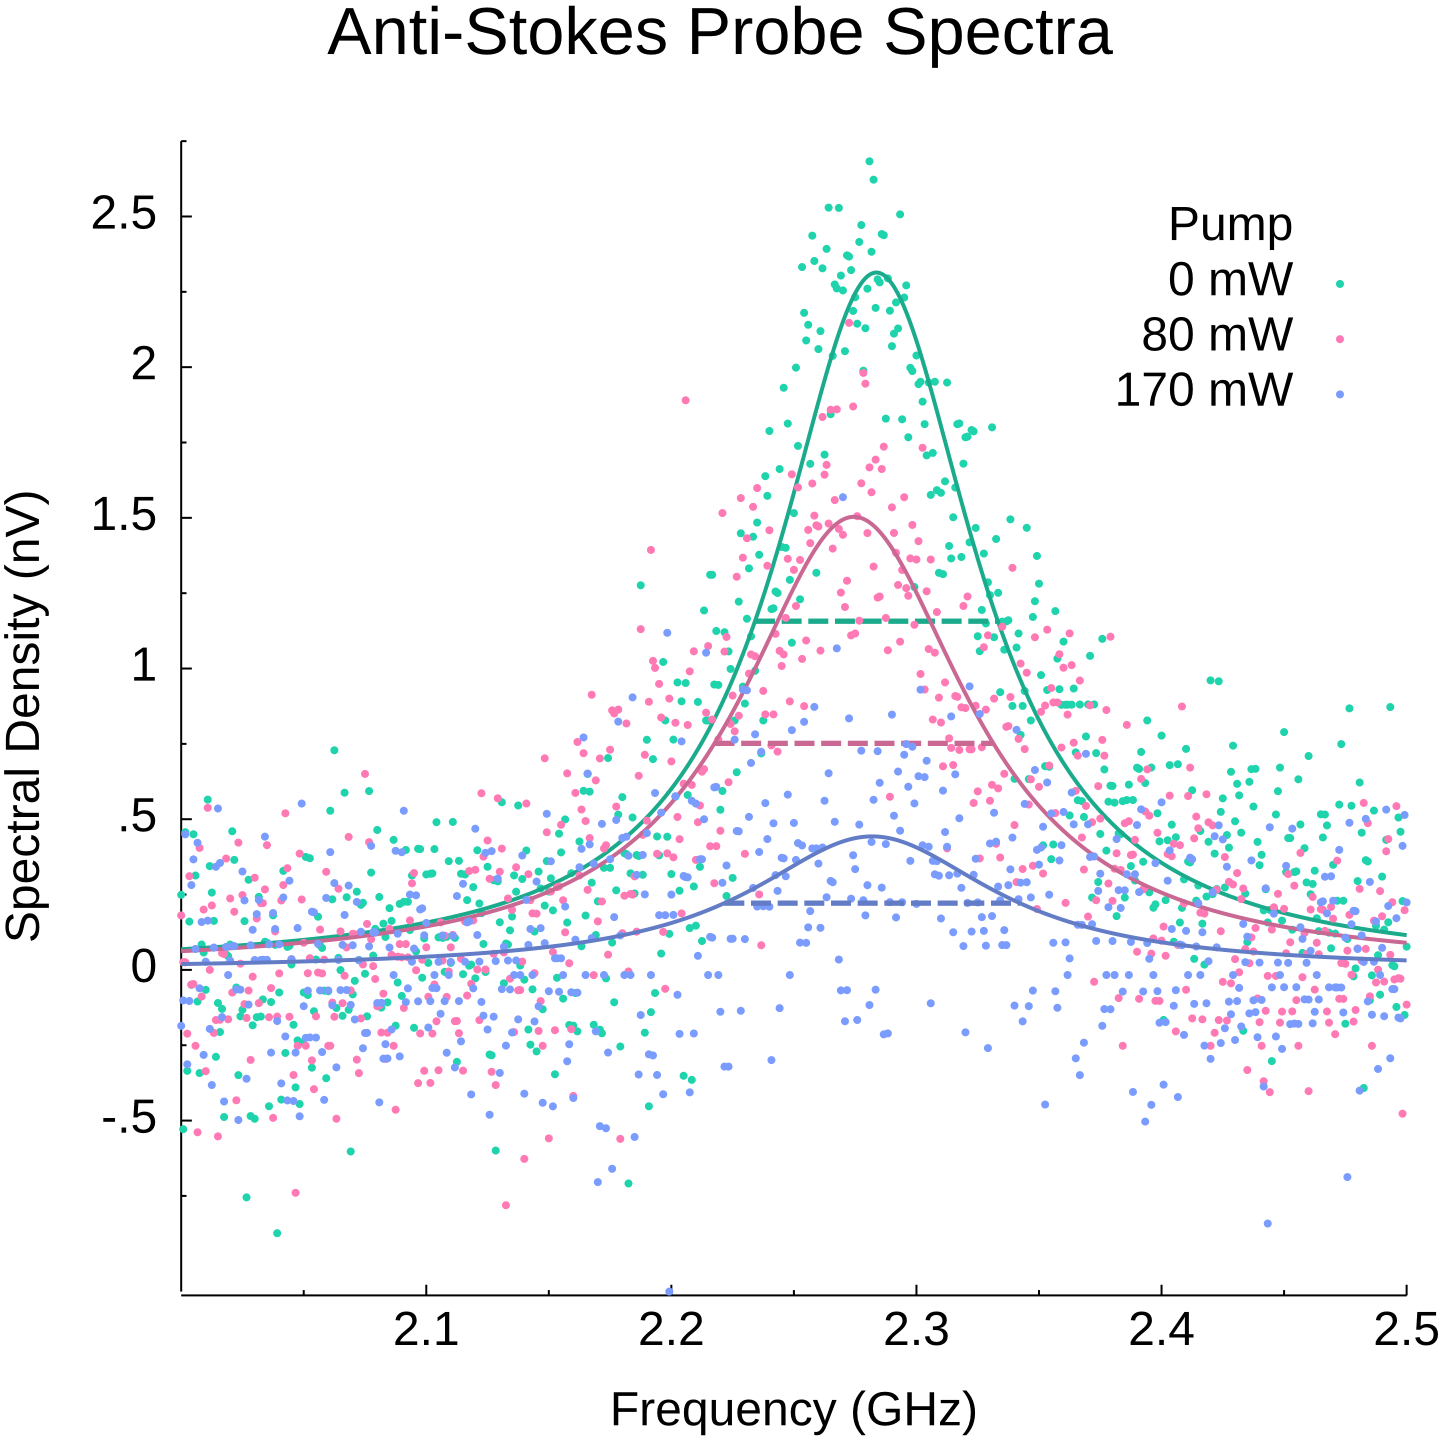 Anti-Stokes Probe Spectra
Pump
0 mW
80 mW
170 mW
Spectral Density (nV)
2.5
2
1.5
1
.5
0
-.5
2.1
2.2
2.3
2.4
2.5
Frequency (GHz)